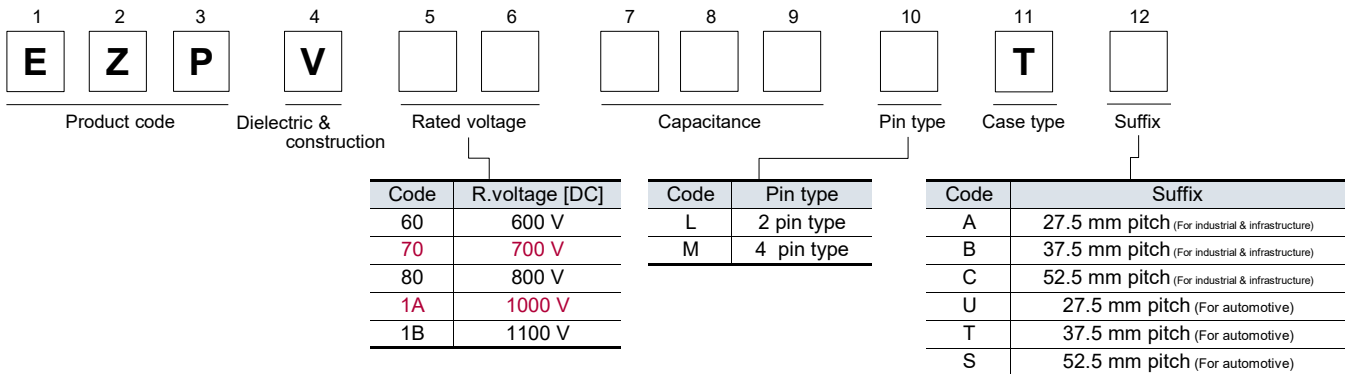 1 2 3 4 5 6 7 8 9 10 11 12
E Z P V T
Product code Dielectric & construction Rated voltage Capacitance Pin type Case type Suffix
Code R.voltage [DC]
60 600 V
70 700 V
80 800 V
1A 1000 V
1B 1100 V
Code Pin type
L 2 pin type
M 4 pin type
Code Suffix
A 27.5 mm pitch (For industrial & infrastructure)
B 37.5 mm pitch (For industrial & infrastructure)
C 52.5 mm pitch (For industrial & infrastructure)
U 27.5 mm pitch (For automotive)
T 37.5 mm pitch (For automotive)
S 52.5 mm pitch (For automotive)